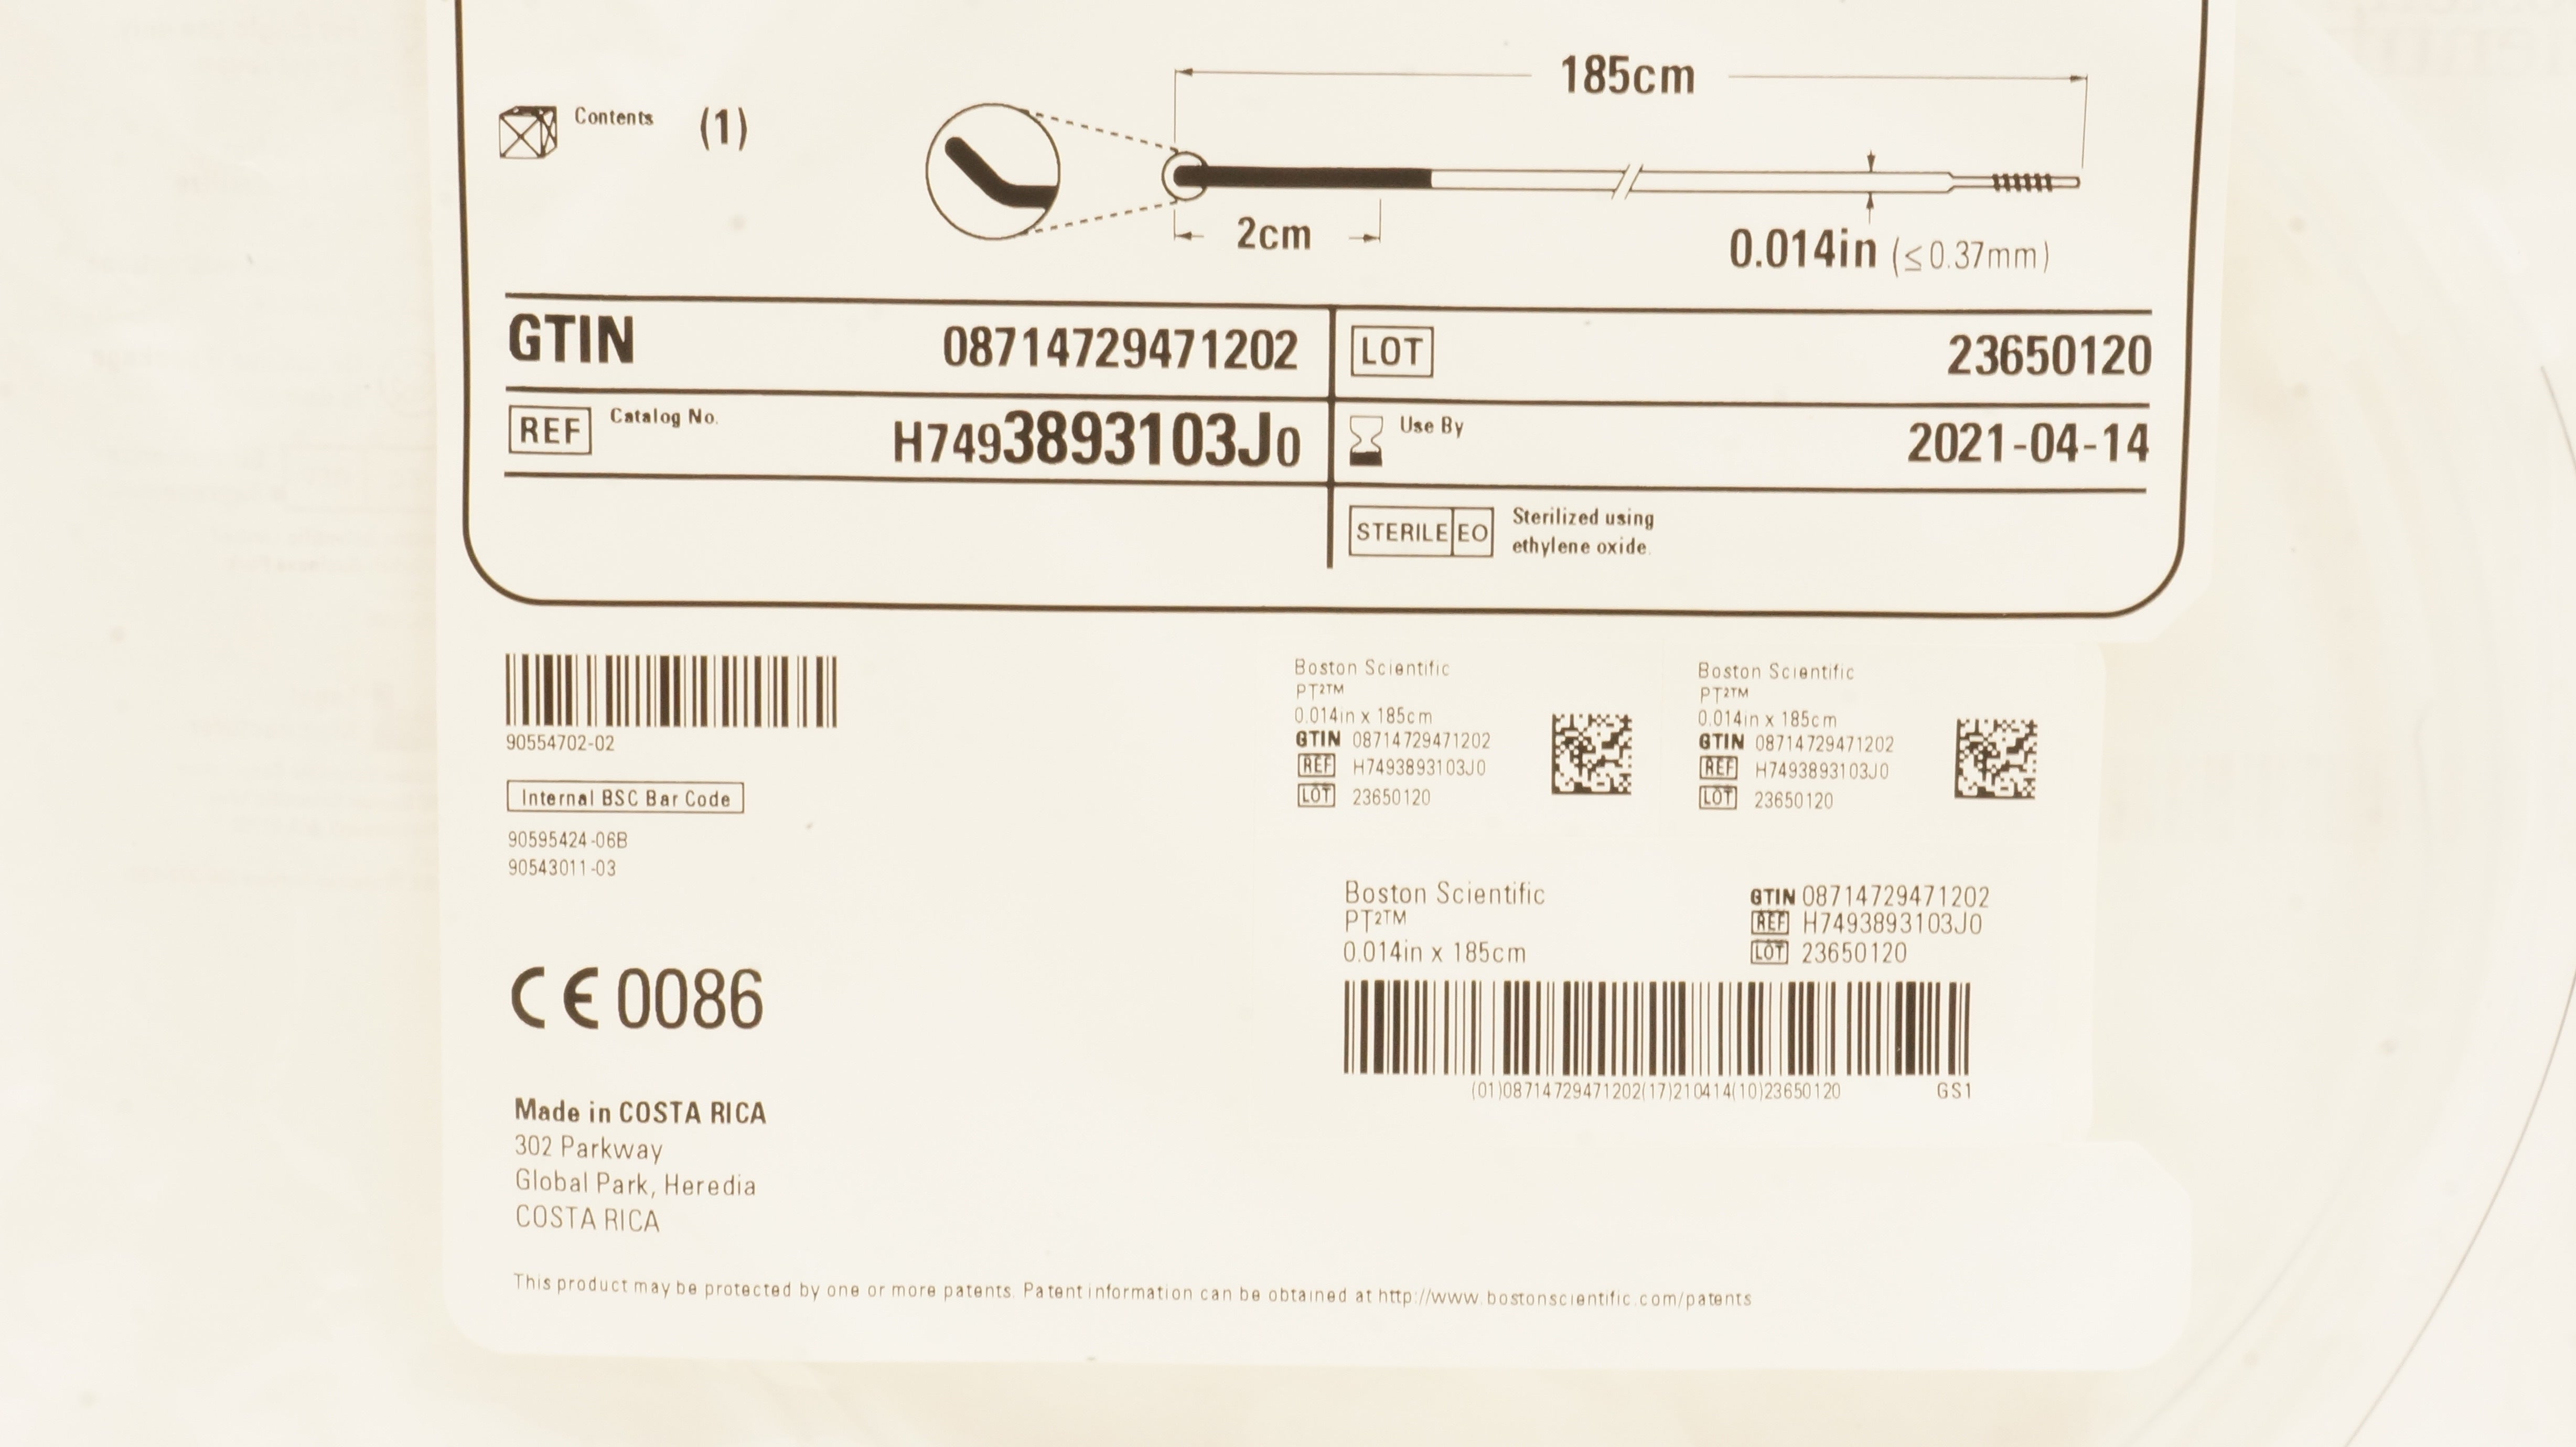 185cm
Contents (1)
2cm
0.014in (≤0.37mm)
GTIN 08714729471202
LOT 23650120
REF Catalog No. H7493893103J0
Use By 2021-04-14
STERILE EO Sterilized using
ethylene oxide.
90554702-02
Internal BSC Bar Code
90595424-06B
90543011-03
Boston Scientific
PT²™
0.014in x 185cm
GTIN 08714729471202
REF H7493893103J0
LOT 23650120
Boston Scientific
PT²™
0.014in x 185cm
GTIN 08714729471202
REF H7493893103J0
LOT 23650120
Boston Scientific
PT²™
0.014in x 185cm
GTIN 08714729471202
REF H7493893103J0
LOT 23650120
(01)08714729471202(17)210414(10)23650120 GS1
CE 0086
Made in COSTA RICA
302 Parkway
Global Park, Heredia
COSTA RICA
This product may be protected by one or more patents. Patent information can be obtained at http://www.bostonscientific.com/patents